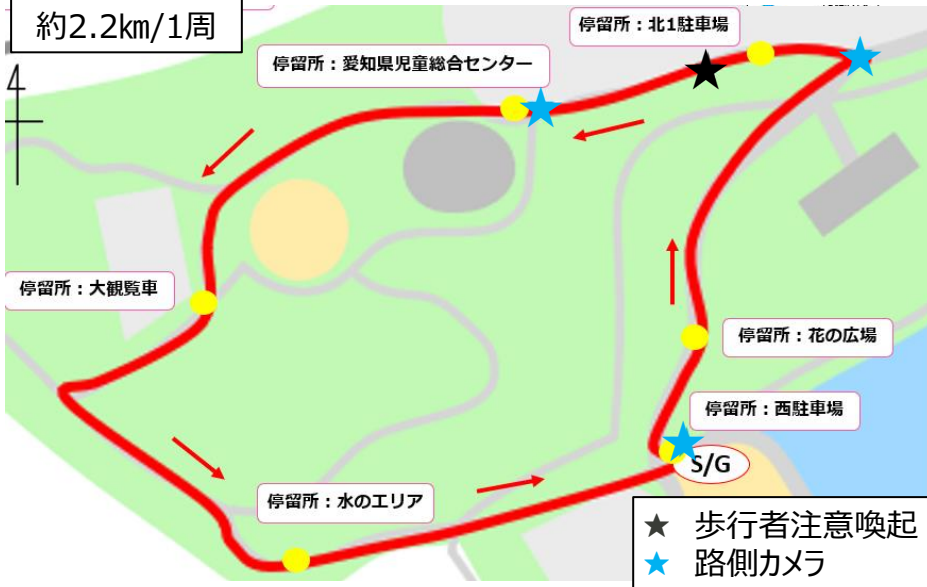 約2.2㎞/1周
停留所：北1駐車場
停留所：愛知県児童総合センター
停留所：大観覧車
停留所：花の広場
停留所：西駐車場
S/G
停留所：水のエリア
★ 歩行者注意喚起
★ 路側カメラ